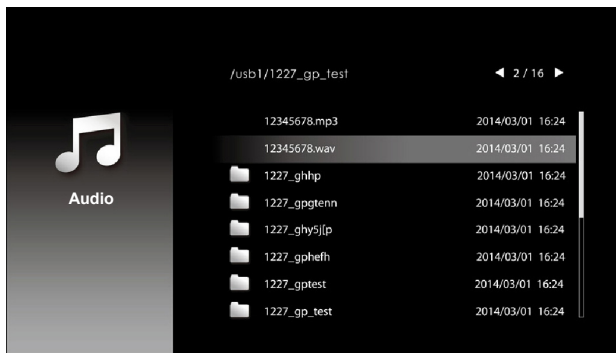 /usb1/1227_gp_test ◀ 2 / 16 ▶
12345678.mp3 2014/03/01 16:24
12345678.wav 2014/03/01 16:24
1227_ghhp 2014/03/01 16:24
1227_gpgtenn 2014/03/01 16:24
1227_ghy5j[p 2014/03/01 16:24
1227_gphefh 2014/03/01 16:24
1227_gptest 2014/03/01 16:24
1227_gp_test 2014/03/01 16:24
Audio